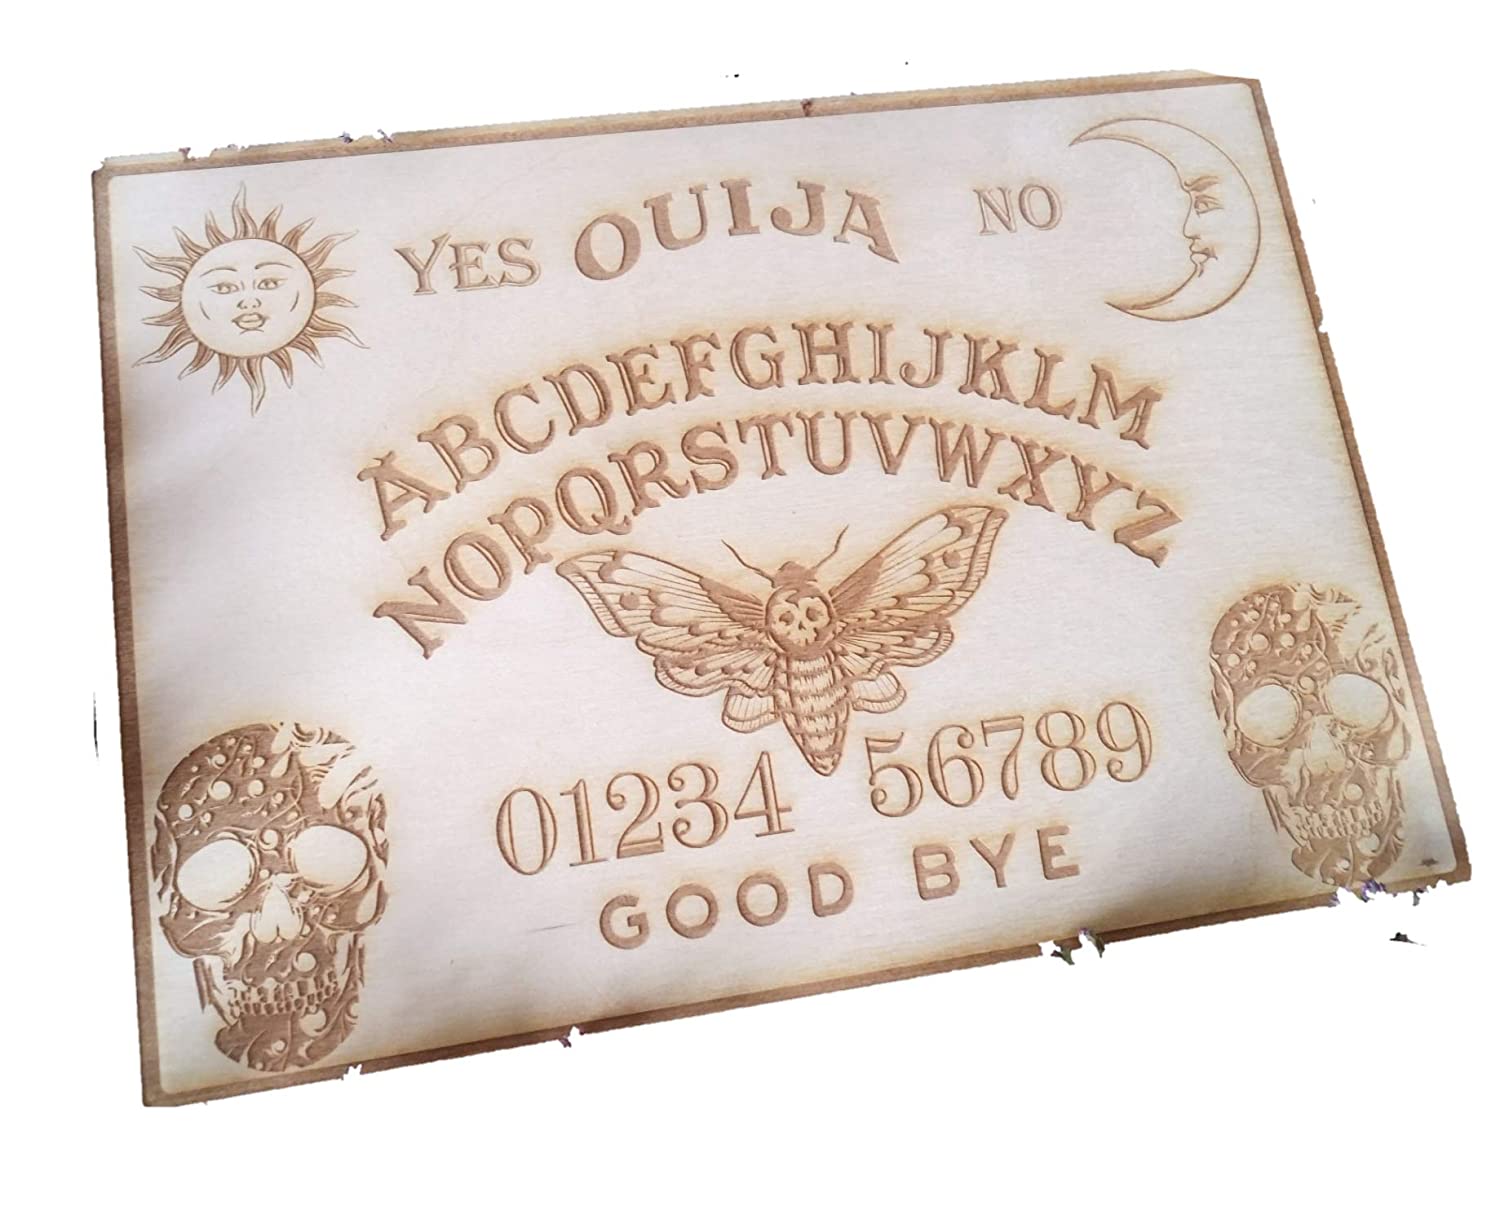 YES OUIJA NO
ABCDEFGHIJKLM
NOPQRSTUVWXYZ
01234 56789
GOOD BYE